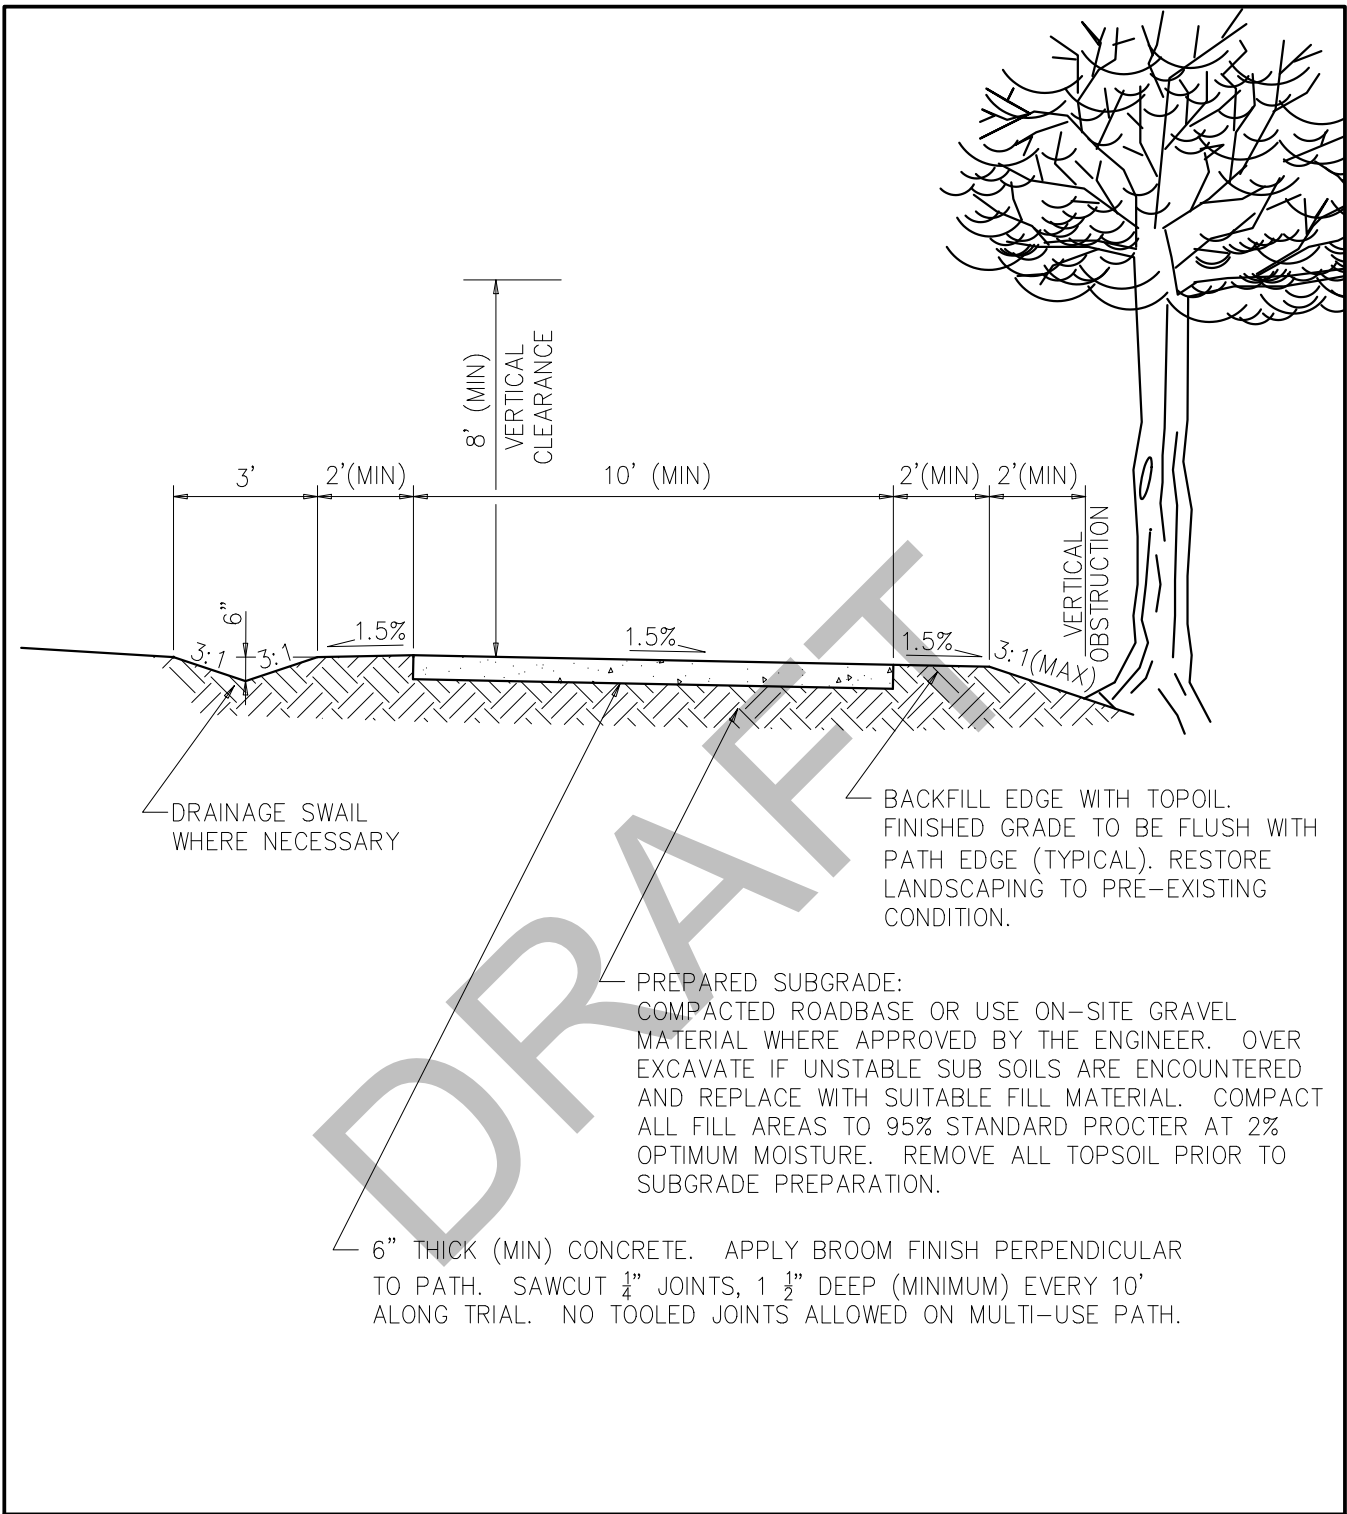 8' (MIN)
VERTICAL
CLEARANCE
3'
2'(MIN)
10' (MIN)
2'(MIN)
2'(MIN)
VERTICAL
OBSTRUCTION
6"
3:1
3:1
1.5%
1.5%
1.5%
3:1(MAX)
DRAINAGE SWAIL
WHERE NECESSARY
BACKFILL EDGE WITH TOPOIL.
FINISHED GRADE TO BE FLUSH WITH
PATH EDGE (TYPICAL). RESTORE
LANDSCAPING TO PRE-EXISTING
CONDITION.
PREPARED SUBGRADE:
COMPACTED ROADBASE OR USE ON-SITE GRAVEL
MATERIAL WHERE APPROVED BY THE ENGINEER. OVER
EXCAVATE IF UNSTABLE SUB SOILS ARE ENCOUNTERED
AND REPLACE WITH SUITABLE FILL MATERIAL. COMPACT
ALL FILL AREAS TO 95% STANDARD PROCTER AT 2%
OPTIMUM MOISTURE. REMOVE ALL TOPSOIL PRIOR TO
SUBGRADE PREPARATION.
6" THICK (MIN) CONCRETE. APPLY BROOM FINISH PERPENDICULAR
TO PATH. SAWCUT 1/4" JOINTS, 1 1/2" DEEP (MINIMUM) EVERY 10'
ALONG TRIAL. NO TOOLED JOINTS ALLOWED ON MULTI-USE PATH.
DRAFT